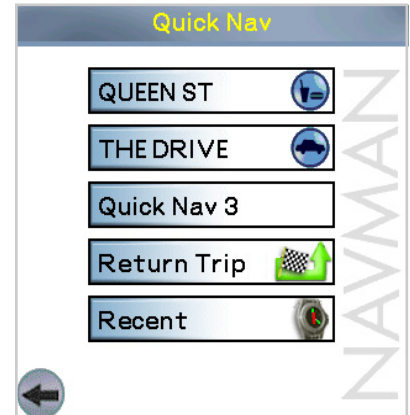 Quick Nav
QUEEN ST
THE DRIVE
Quick Nav 3
Return Trip
Recent
NAVMAN